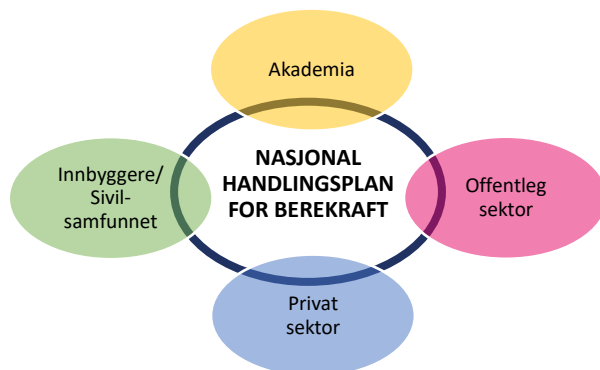 Akademia
Innbyggere/
Sivil-
samfunnet
NASJONAL
HANDLINGSPLAN
FOR BEREKRAFT
Offentleg
sektor
Privat
sektor